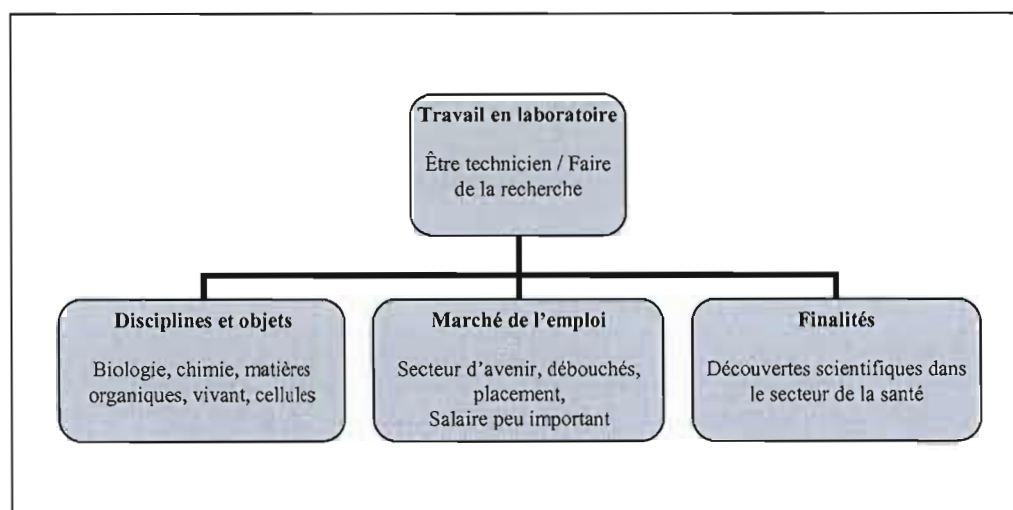 Travail en laboratoire
Être technicien / Faire
de la recherche
Disciplines et objets
Biologie, chimie, matières
organiques, vivant, cellules
Marché de l'emploi
Secteur d'avenir, débouchés,
placement,
Salaire peu important
Finalités
Découvertes scientifiques dans
le secteur de la santé